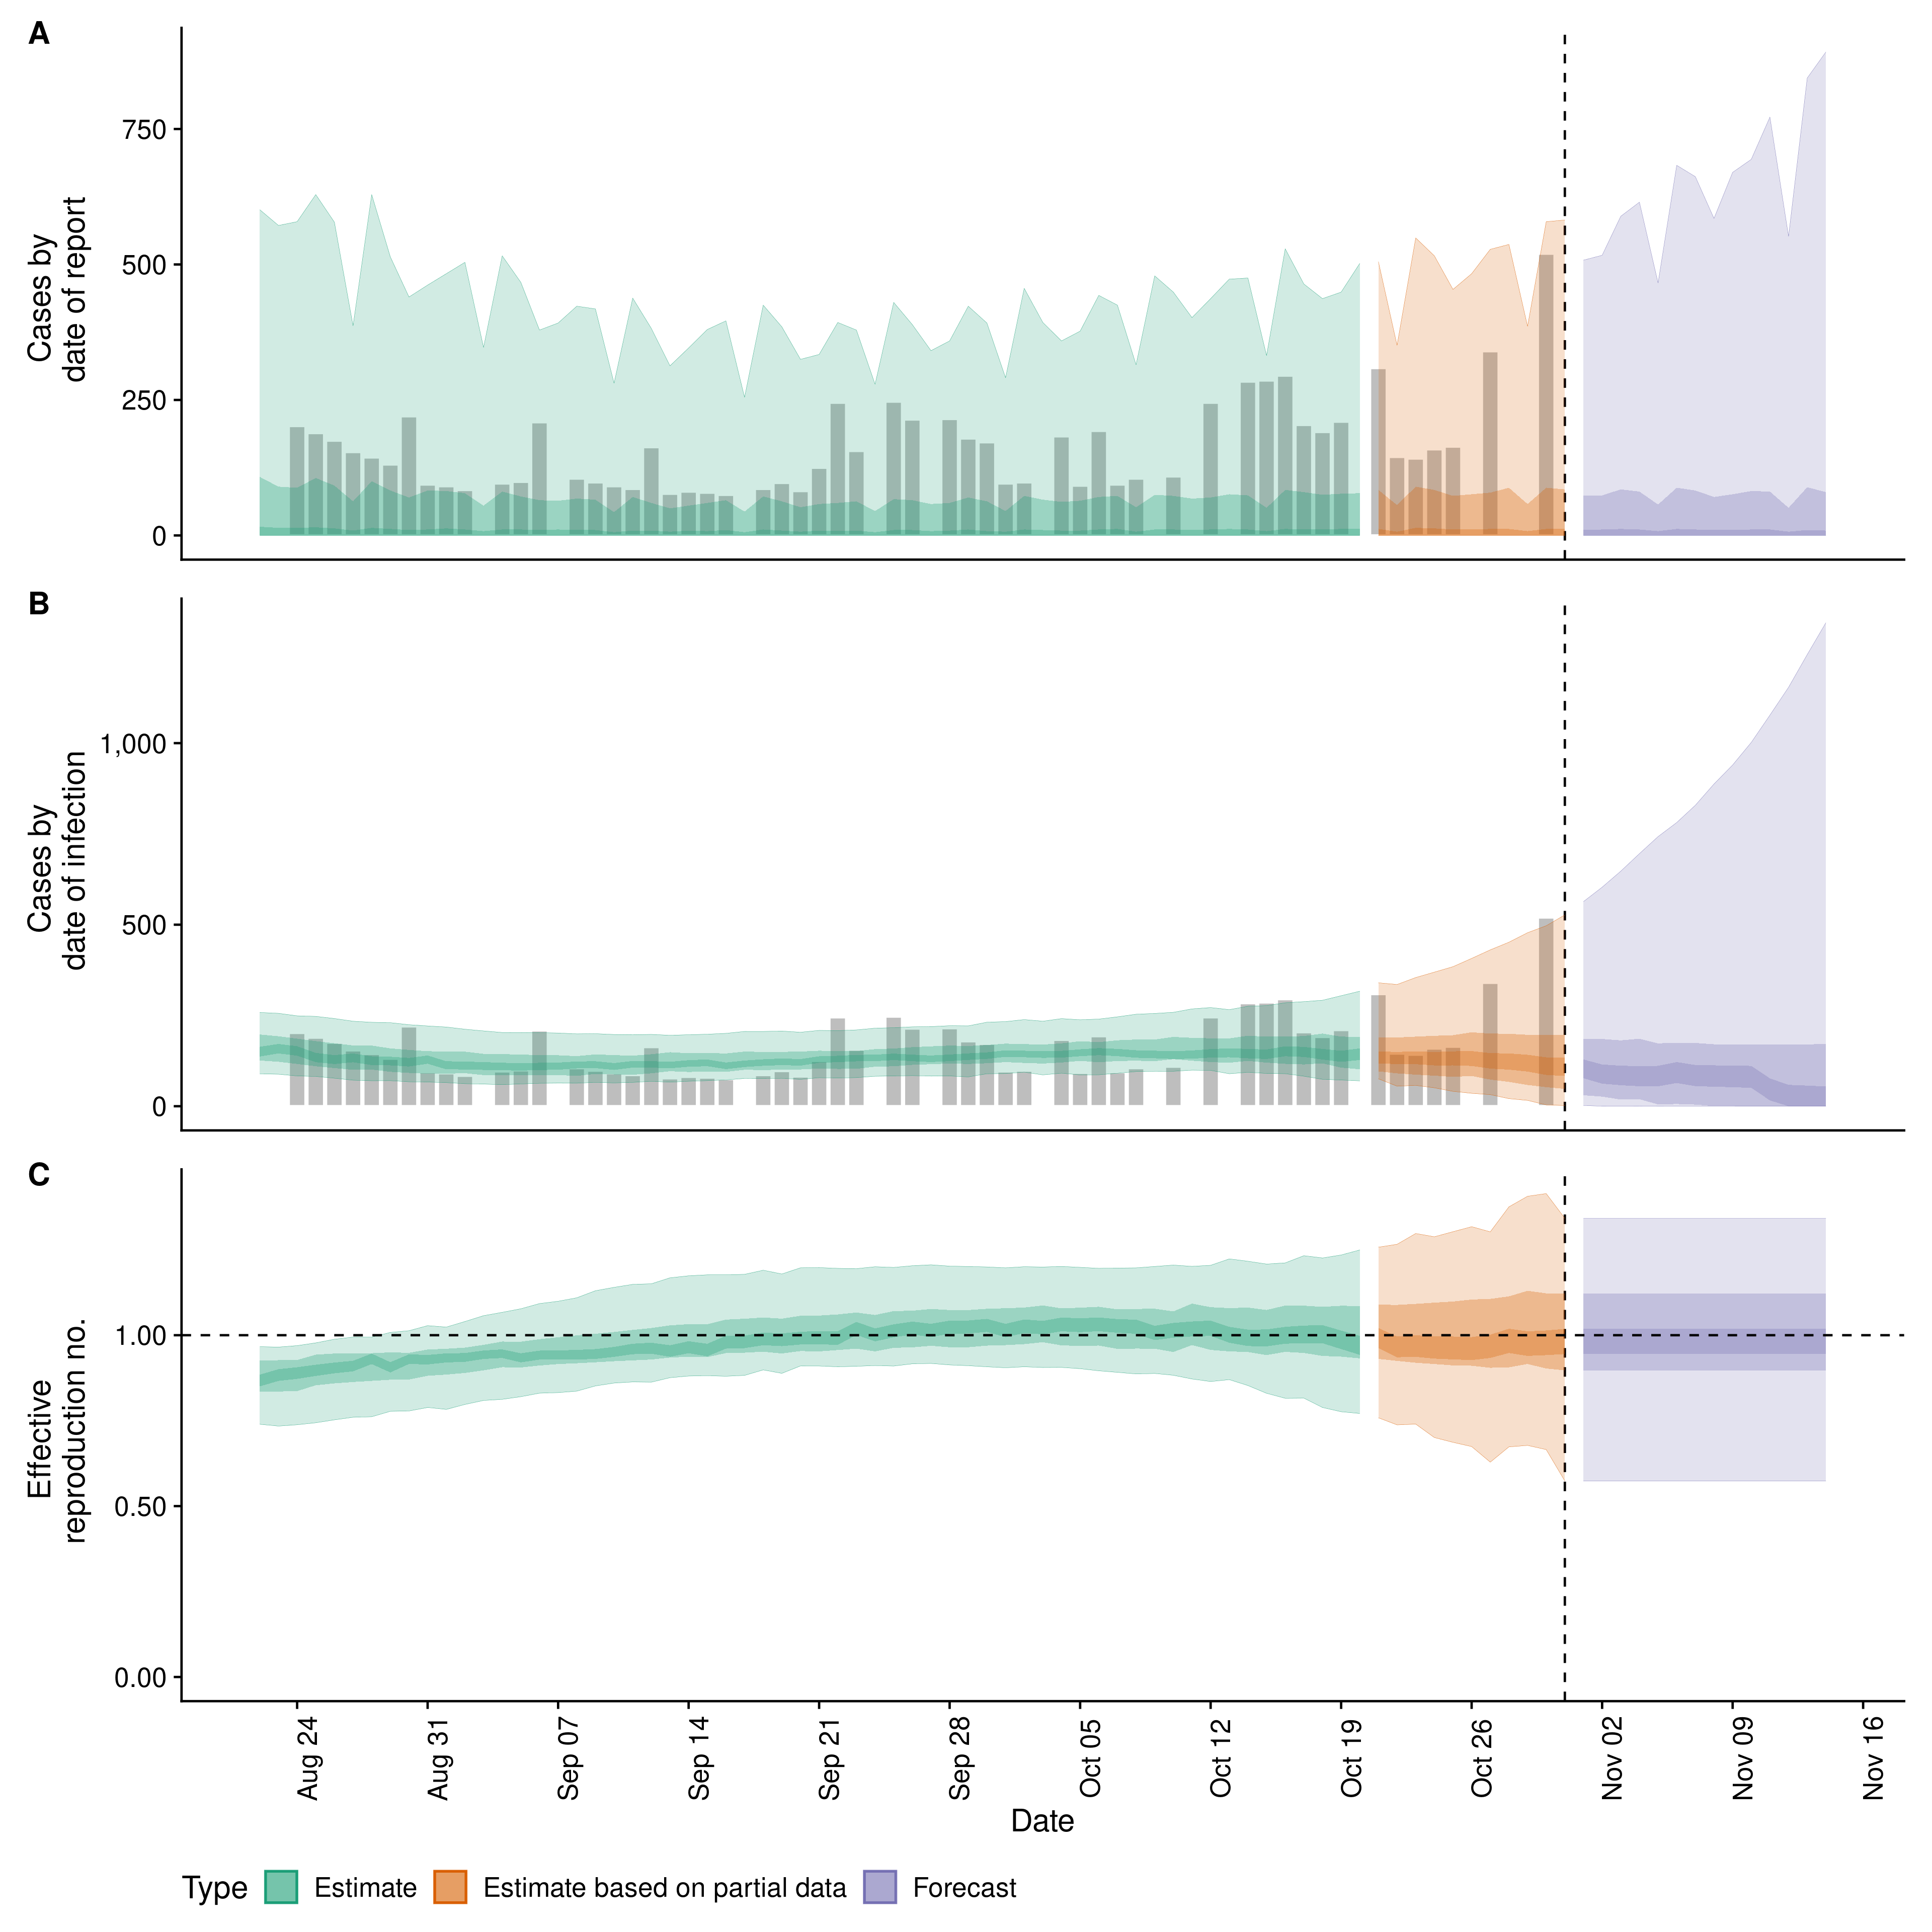 A
Cases by
date of report
750
500
250
0
B
Cases by
date of infection
1,000
500
0
C
Effective
reproduction no.
1.00
0.50
0.00
Aug 24
Aug 31
Sep 07
Sep 14
Sep 21
Sep 28
Oct 05
Oct 12
Oct 19
Oct 26
Nov 02
Nov 09
Nov 16
Date
Type Estimate Estimate based on partial data Forecast